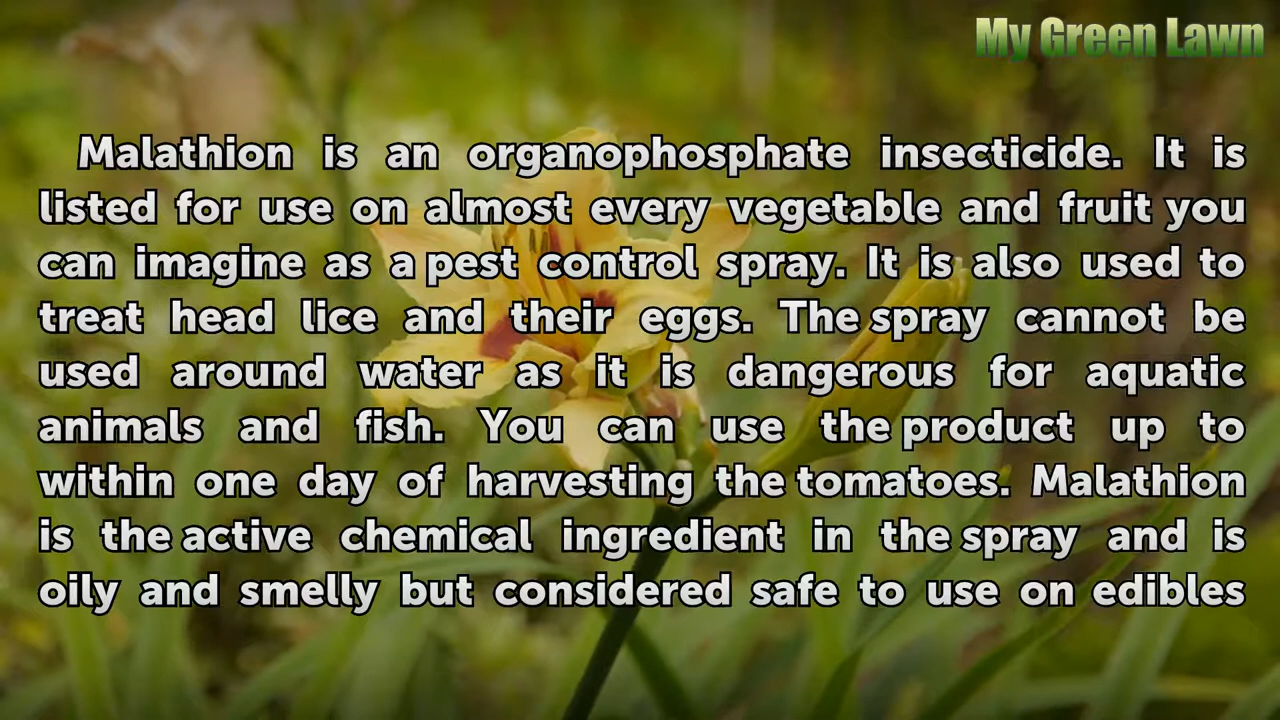 My Green Lawn
Malathion is an organophosphate insecticide. It is
listed for use on almost every vegetable and fruit you
can imagine as a pest control spray. It is also used to
treat head lice and their eggs. The spray cannot be
used around water as it is dangerous for aquatic
animals and fish. You can use the product up to
within one day of harvesting the tomatoes. Malathion
is the active chemical ingredient in the spray and is
oily and smelly but considered safe to use on edibles